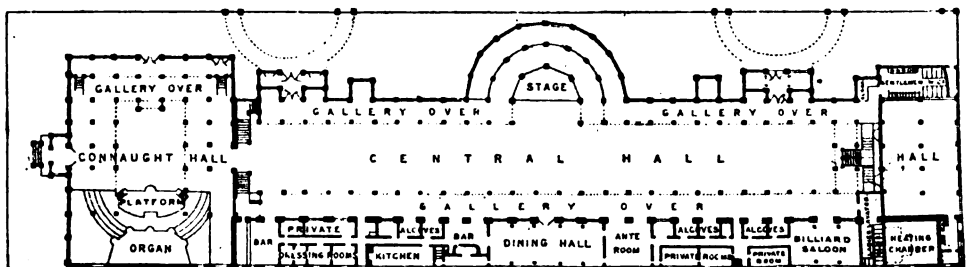 GALLERY OVER
STAGE
GALLERY OVER
GALLERY OVER
CONNAUGHT HALL
CENTRAL HALL
HALL
PLATFORM
GALLERY OVER
ORGAN
BAR
PRIVATE
DRESSING ROOMS
ALCOVES
KITCHEN
BAR
DINING HALL
ANTE
ROOM
ALCOVES
PRIVATE ROOMS
ALCOVES
PRIVATE
ROOM
BILLIARD
SALOON
HEATING
CHAMBER